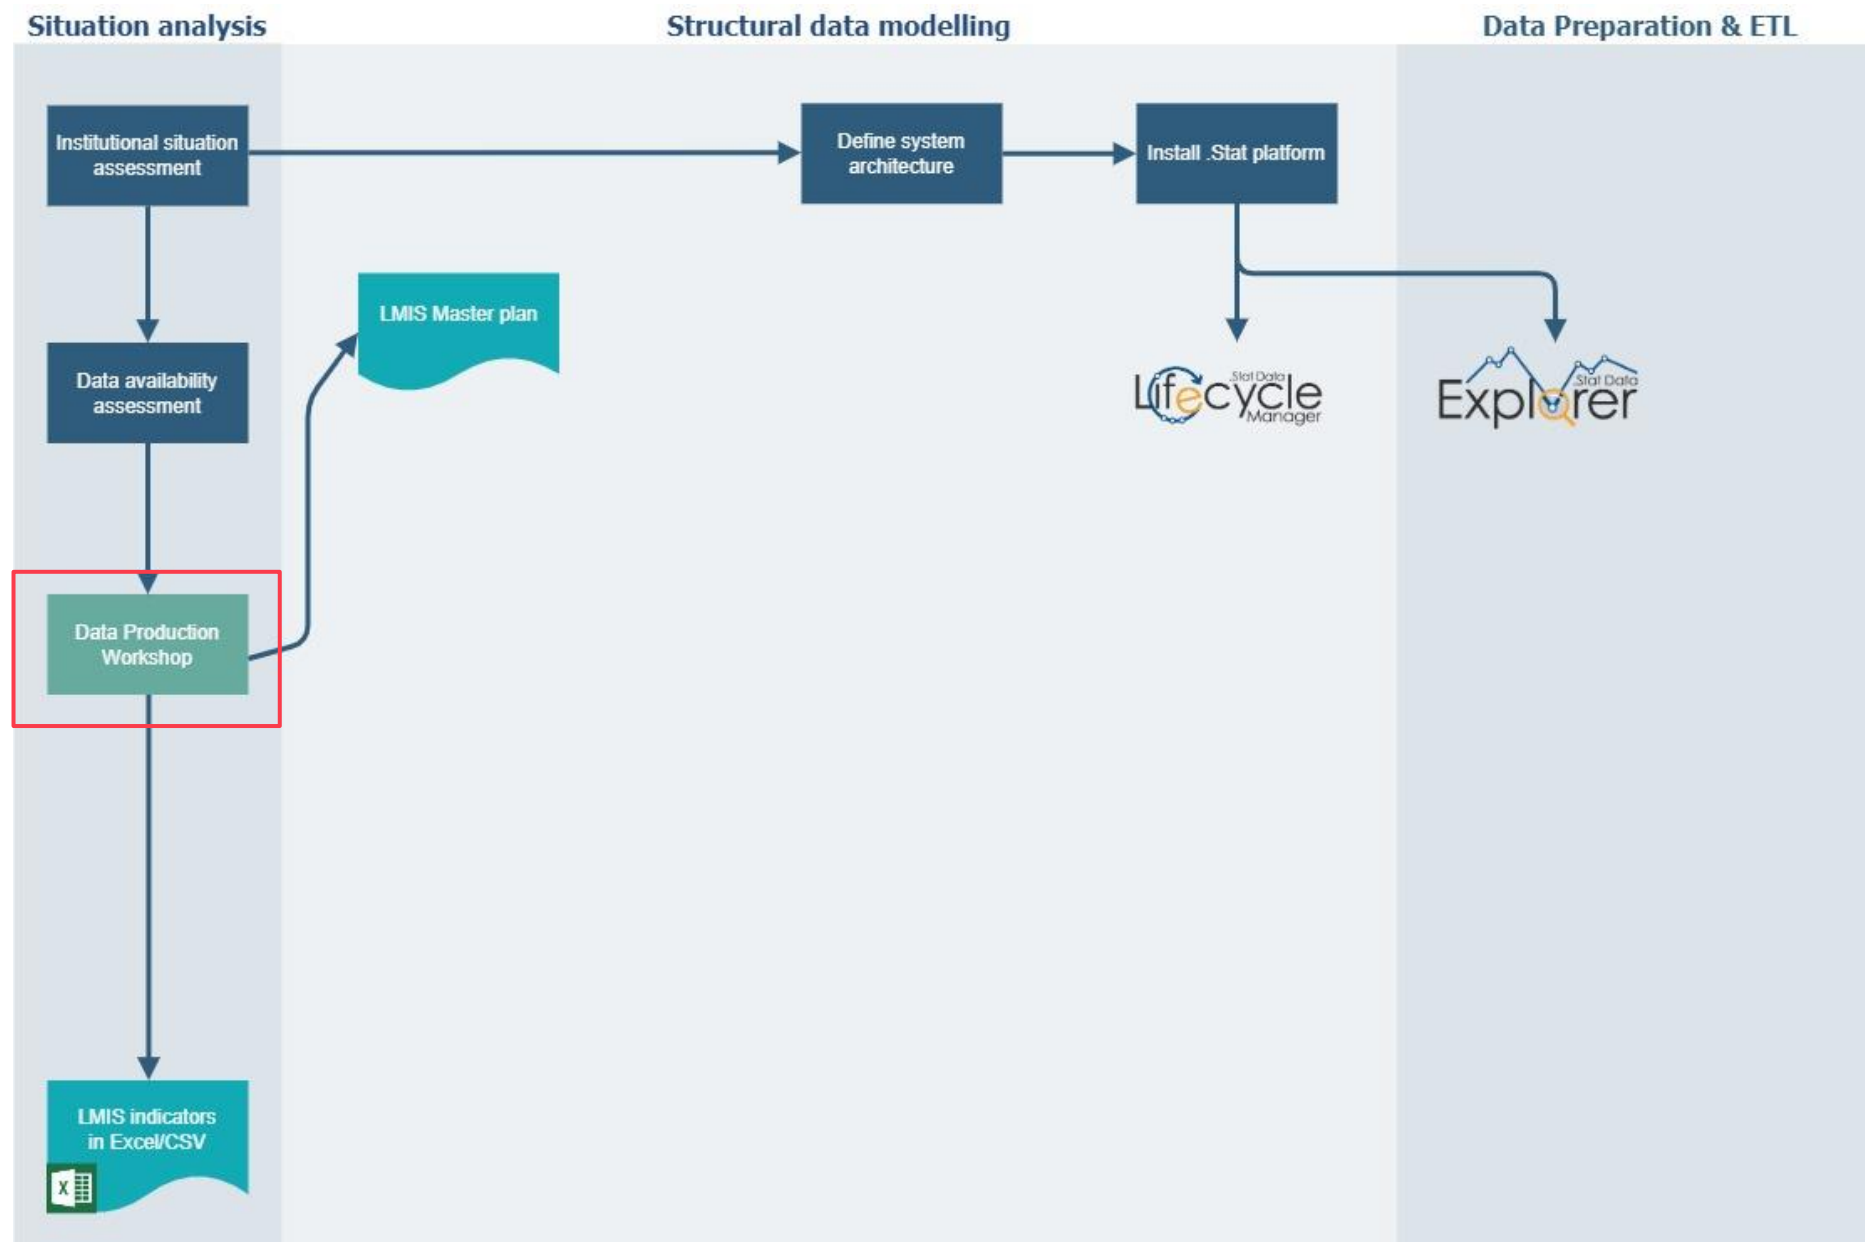 Situation analysis
Structural data modelling
Data Preparation & ETL
Institutional situation
assessment
Define system
architecture
Install .Stat platform
LMIS Master plan
Data availability
assessment
.Stat Data
Lifecycle
Manager
.Stat Data
Explorer
Data Production
Workshop
LMIS indicators
in Excel/CSV
X